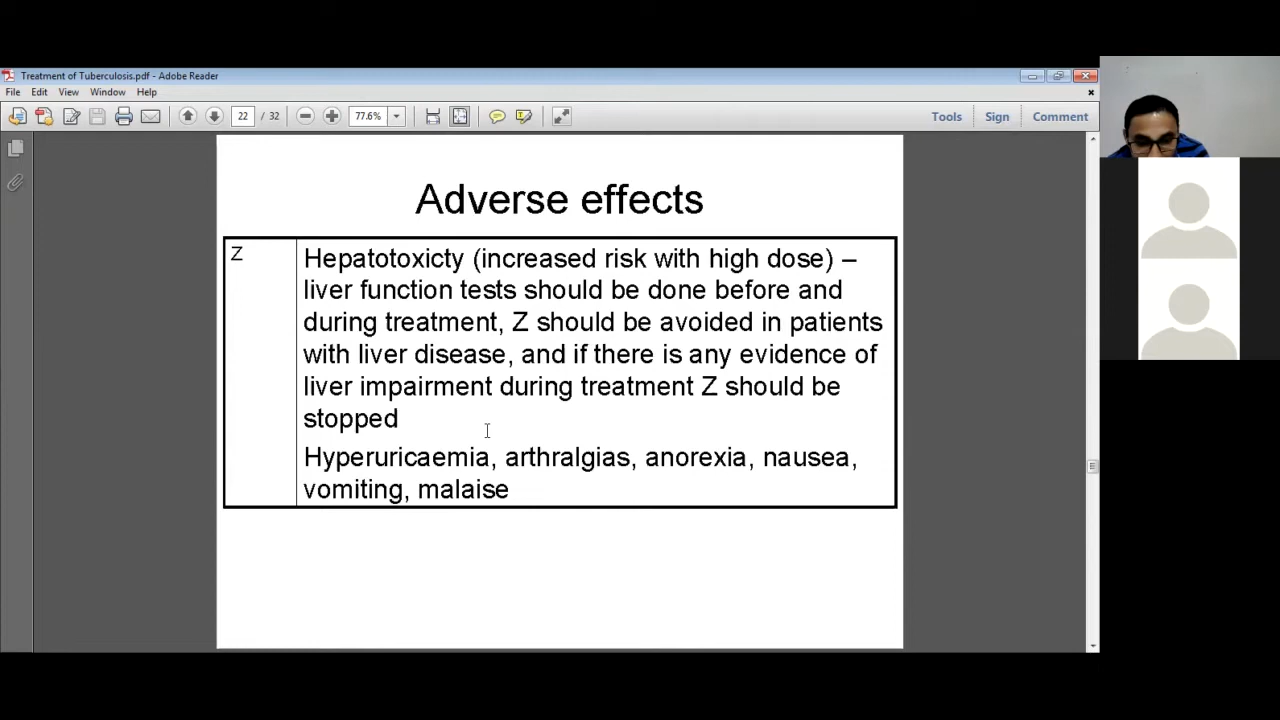 Treatment of Tuberculosis.pdf - Adobe Reader
File Edit View Window Help
22 / 32 77.6% Tools Sign Comment
Adverse effects
Z
Hepatotoxicty (increased risk with high dose) –
liver function tests should be done before and
during treatment, Z should be avoided in patients
with liver disease, and if there is any evidence of
liver impairment during treatment Z should be
stopped
Hyperuricaemia, arthralgias, anorexia, nausea,
vomiting, malaise